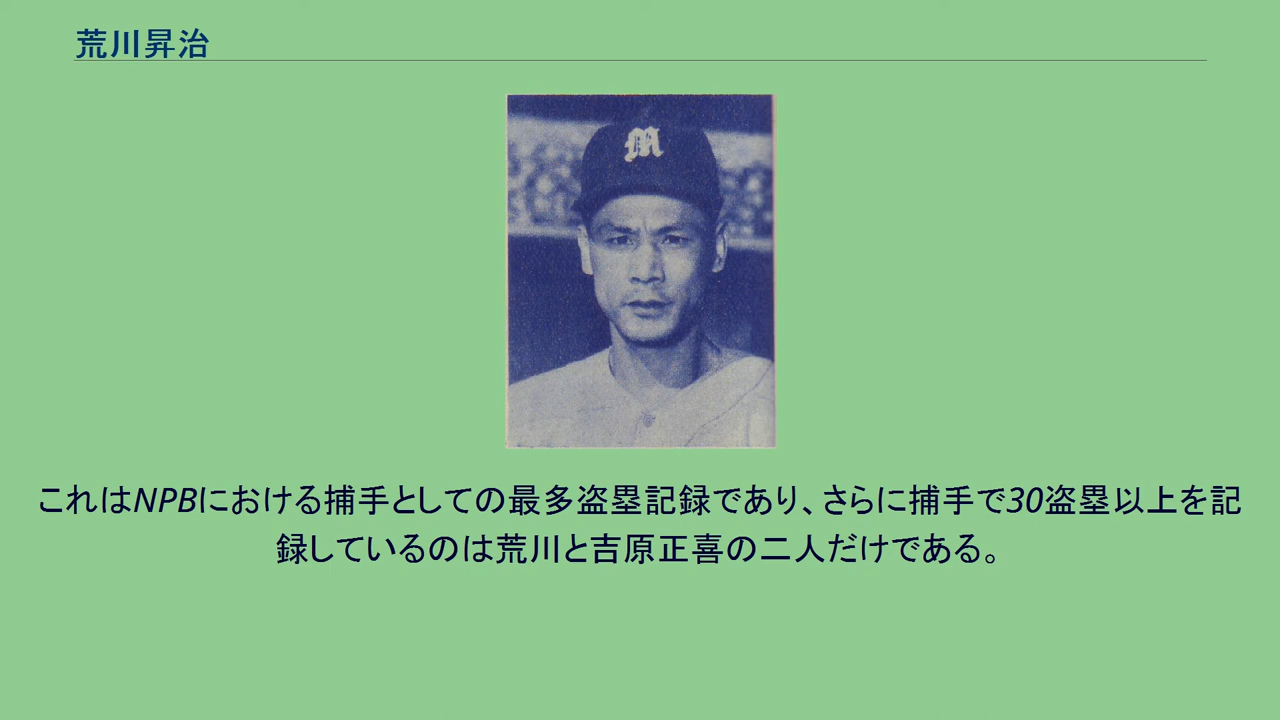 荒川昇治
M
これはNPBにおける捕手としての最多盗塁記録であり、さらに捕手で30盗塁以上を記
録しているのは荒川と吉原正喜の二人だけである。